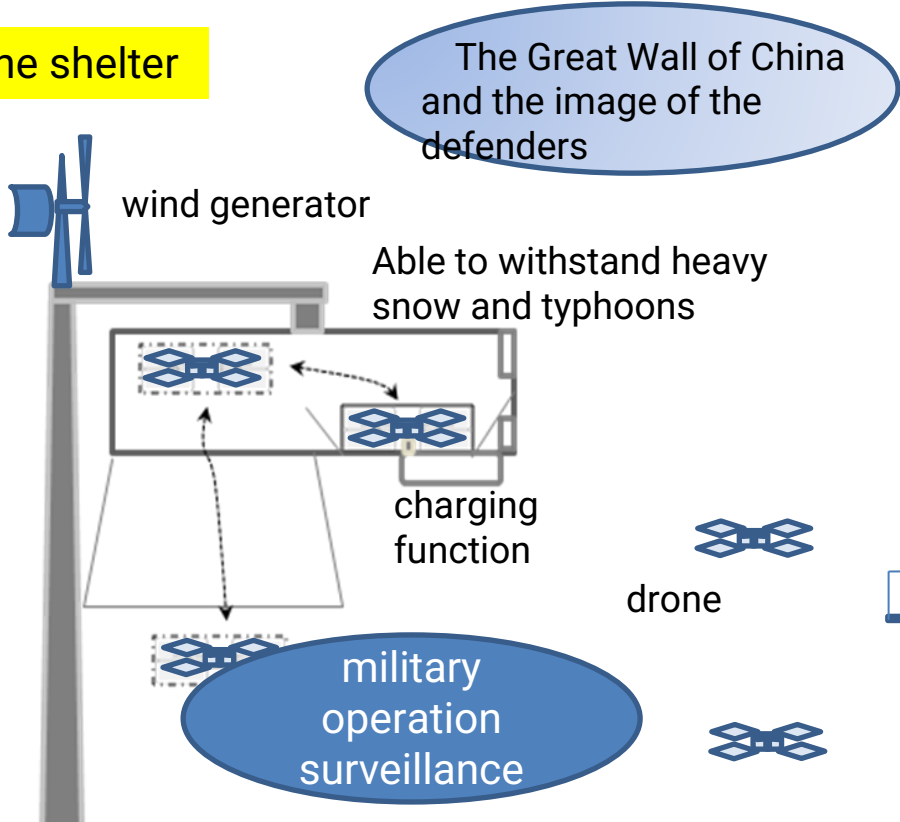 ne shelter
The Great Wall of China
and the image of the
defenders
wind generator
Able to withstand heavy
snow and typhoons
charging
function
drone
military
operation
surveillance